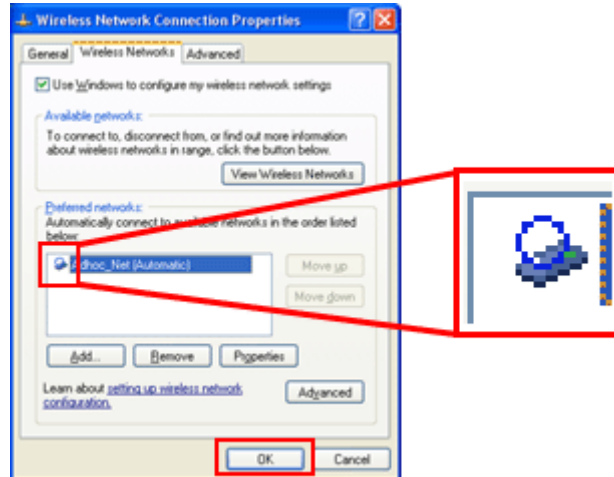 Wireless Network Connection Properties
General Wireless Networks Advanced
Use Windows to configure my wireless network settings
Available networks:
To connect to, disconnect from, or find out more information
about wireless networks in range, click the button below.
View Wireless Networks
Preferred networks:
Automatically connect to available networks in the order listed
below:
Adhoc_Net (Automatic)
Move up
Move down
Add... Remove Properties
Learn about setting up wireless network
configuration.
Advanced
OK Cancel